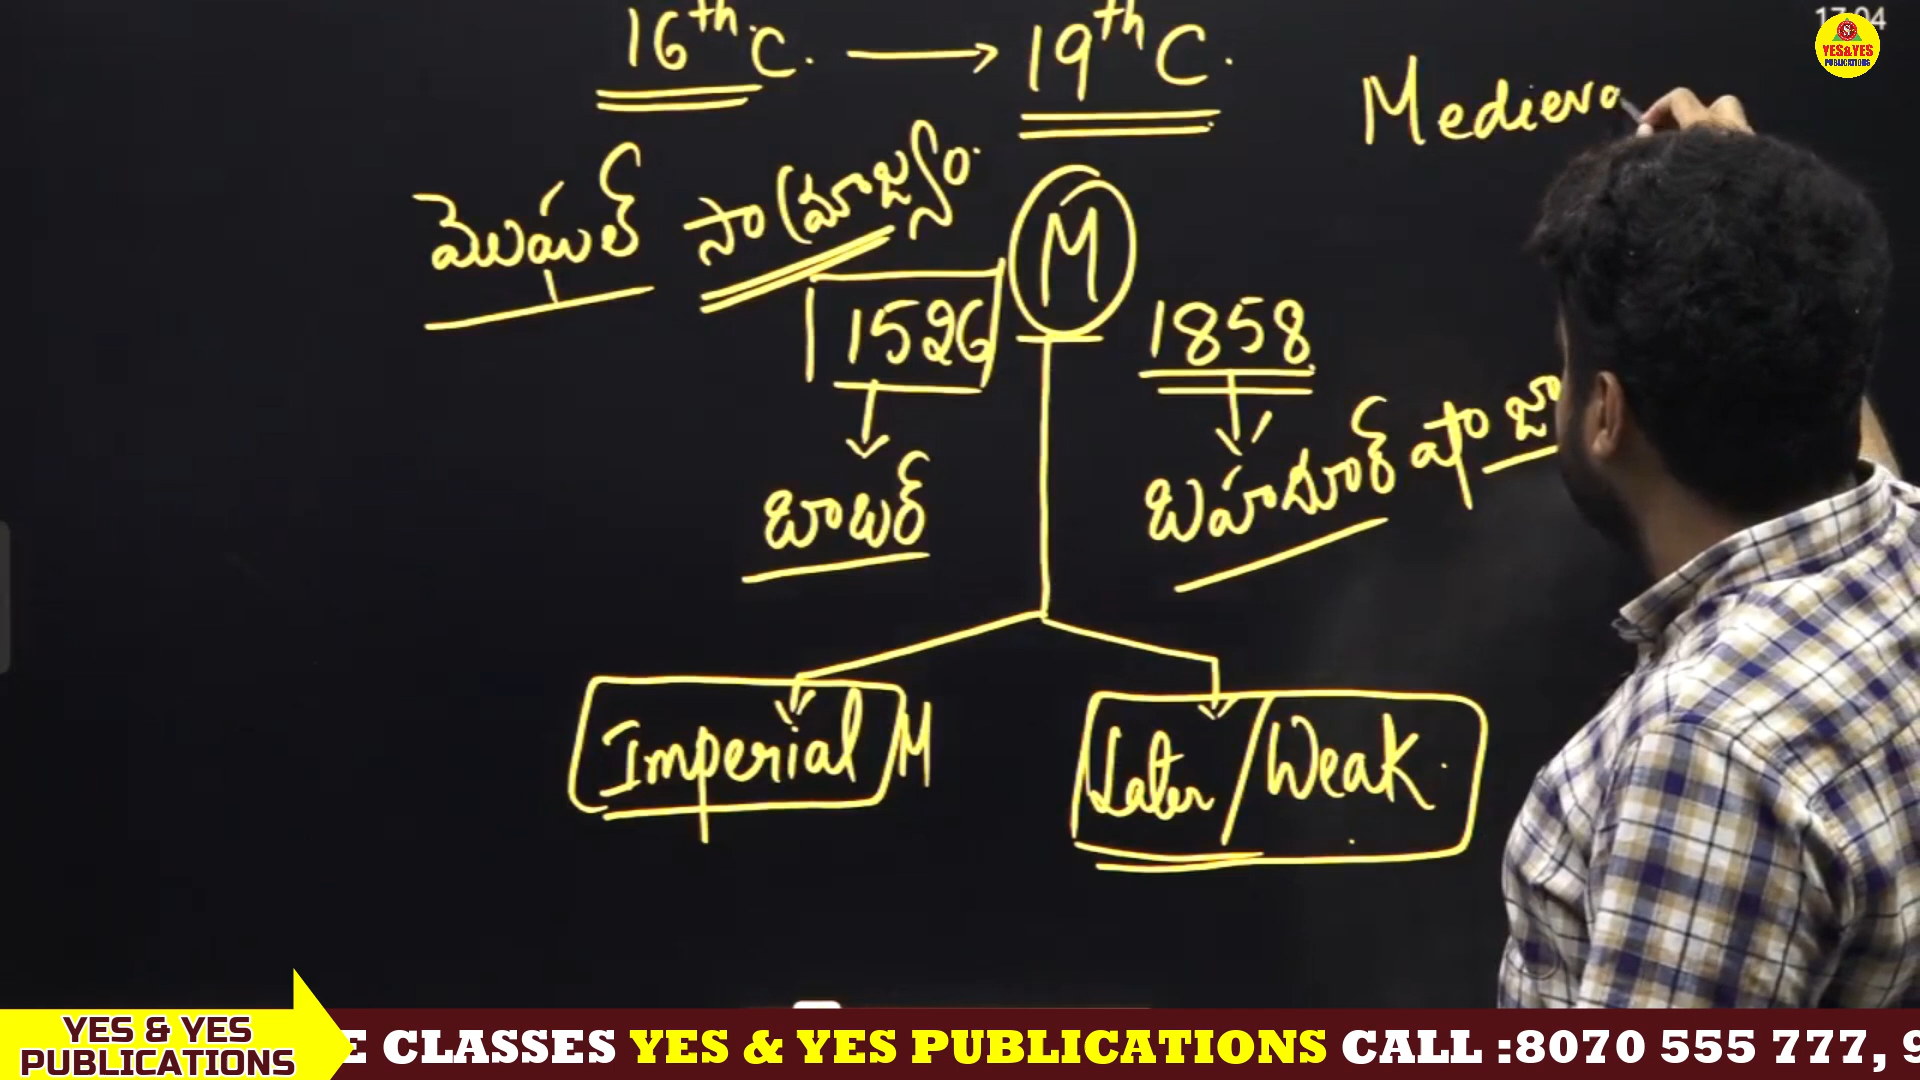 16th C. → 19th C.
Medieva
మొఘల్ సామ్రాజ్యం.
M
1526
1858
బాబర్
బహదూర్ షా
Imperial M
Later / Weak.
YES&YES
PUBLICATIONS
YES & YES
PUBLICATIONS
E CLASSES YES & YES PUBLICATIONS CALL :8070 555 777, 9